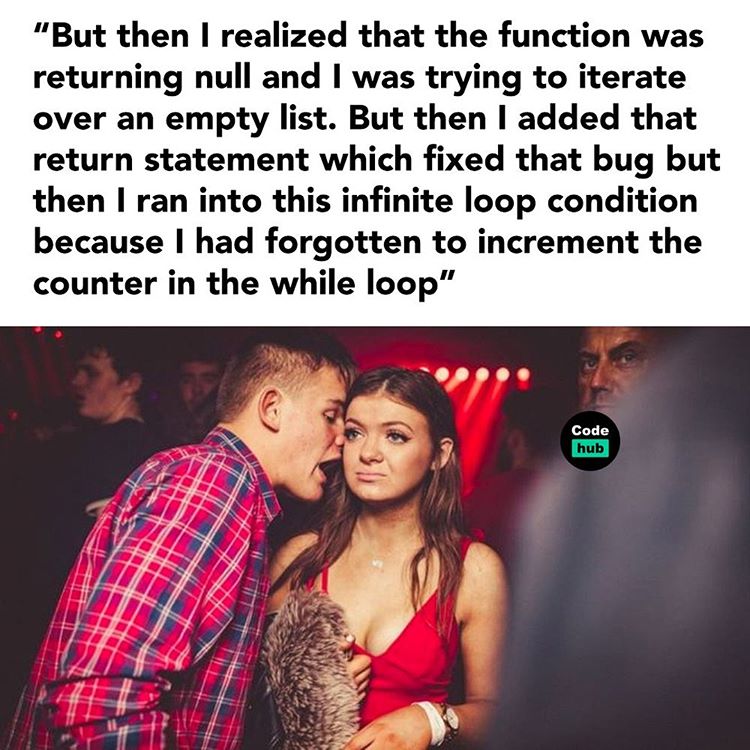 “But then I realized that the function was
returning null and I was trying to iterate
over an empty list. But then I added that
return statement which fixed that bug but
then I ran into this infinite loop condition
because I had forgotten to increment the
counter in the while loop”
Code
hub